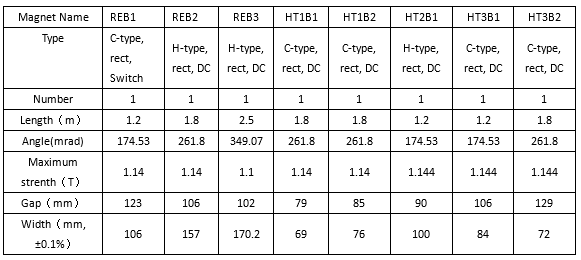 Magnet Name REB1 REB2 REB3 HT1B1 HT1B2 HT2B1 HT3B1 HT3B2
Type C-type, rect, Switch H-type, rect, DC H-type, rect, DC C-type, rect, DC C-type, rect, DC H-type, rect, DC C-type, rect, DC C-type, rect, DC
Number 1 1 1 1 1 1 1 1
Length（m） 1.2 1.8 2.5 1.8 1.8 1.2 1.2 1.8
Angle(mrad) 174.53 261.8 349.07 261.8 261.8 174.53 174.53 261.8
Maximum strenth（T） 1.14 1.14 1.1 1.14 1.14 1.144 1.144 1.144
Gap（mm） 123 106 102 79 85 90 106 129
Width（mm, ±0.1%） 106 157 170.2 69 76 100 84 72